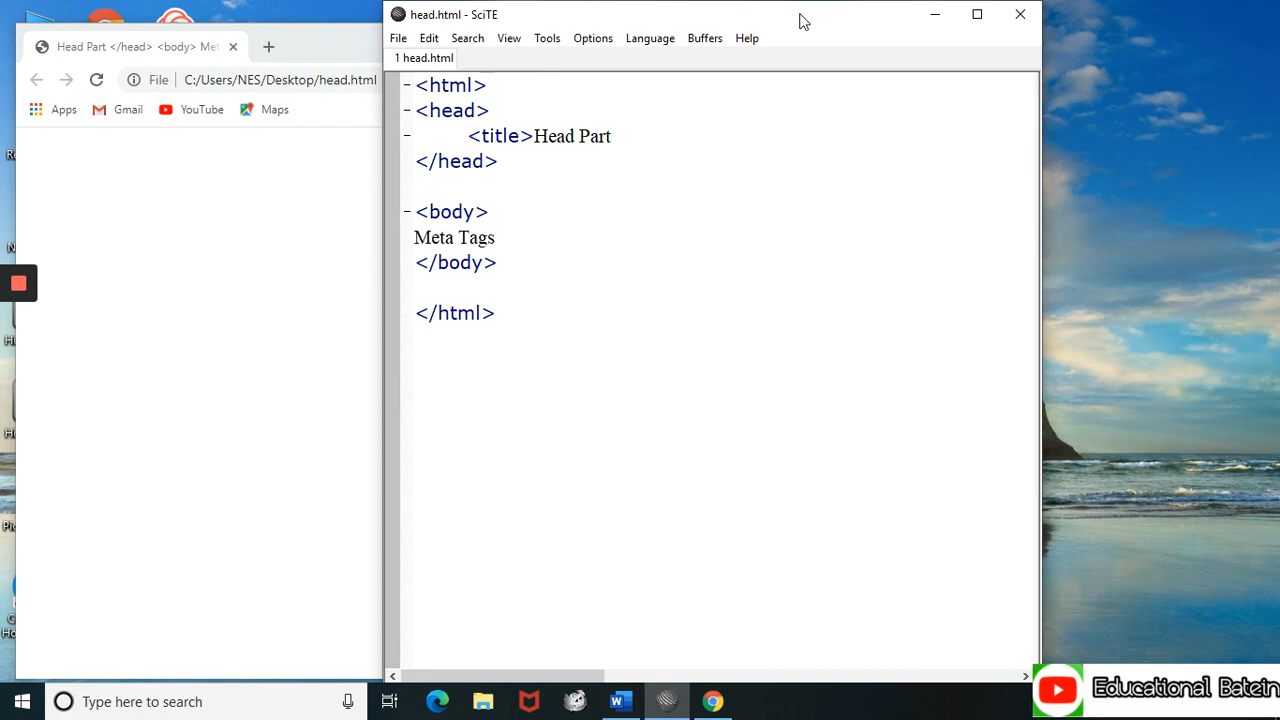 head.html - SciTE
File Edit Search View Tools Options Language Buffers Help
1 head.html
<html>
<head>
<title>Head Part
</head>
<body>
Meta Tags
</body>
</html>
Head Part </head> <body> Met
File C:/Users/NES/Desktop/head.html
Apps Gmail YouTube Maps
Type here to search
Educational Batein